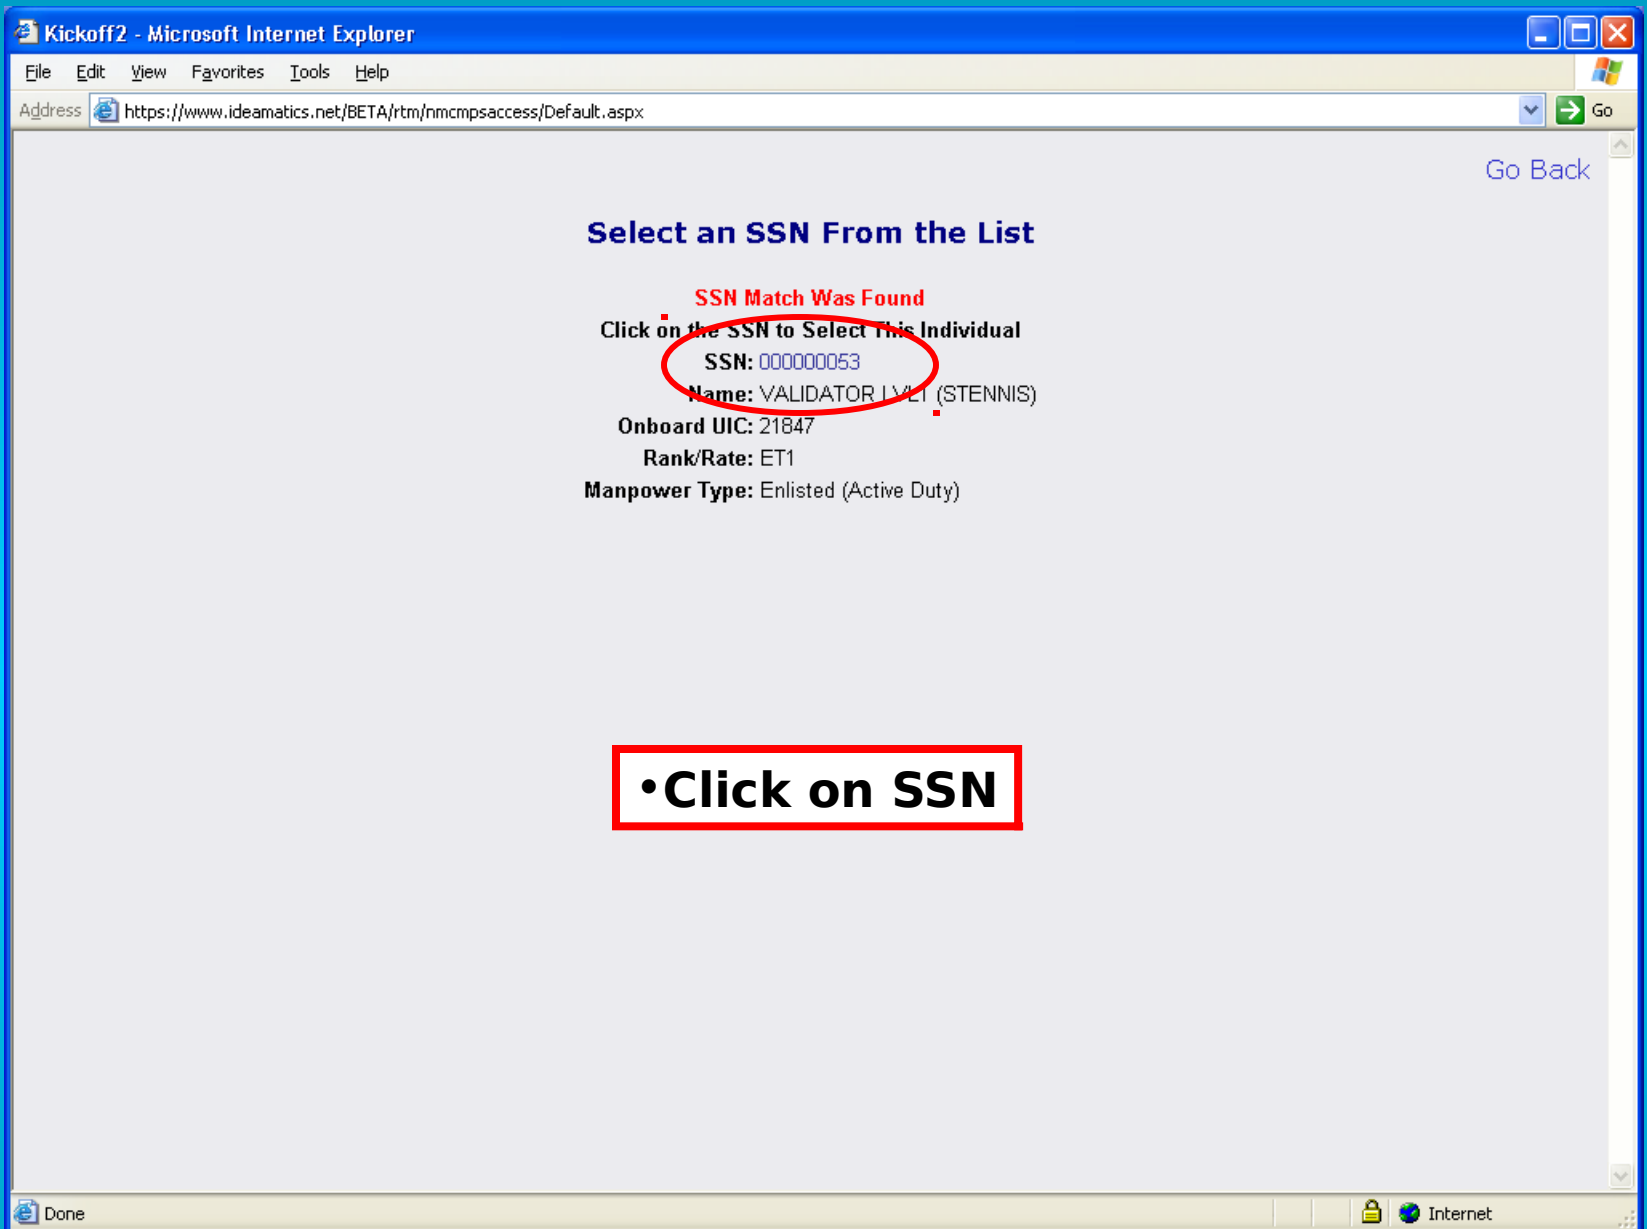 Kickoff2 - Microsoft Internet Explorer
File Edit View Favorites Tools Help
Address https://www.ideamatics.net/BETA/rtm/nmcmpsaccess/Default.aspx Go
Go Back
Select an SSN From the List
SSN Match Was Found
Click on the SSN to Select This Individual
SSN: 000000053
Name: VALIDATOR LVL1 (STENNIS)
Onboard UIC: 21847
Rank/Rate: ET1
Manpower Type: Enlisted (Active Duty)
•Click on SSN
Done Internet